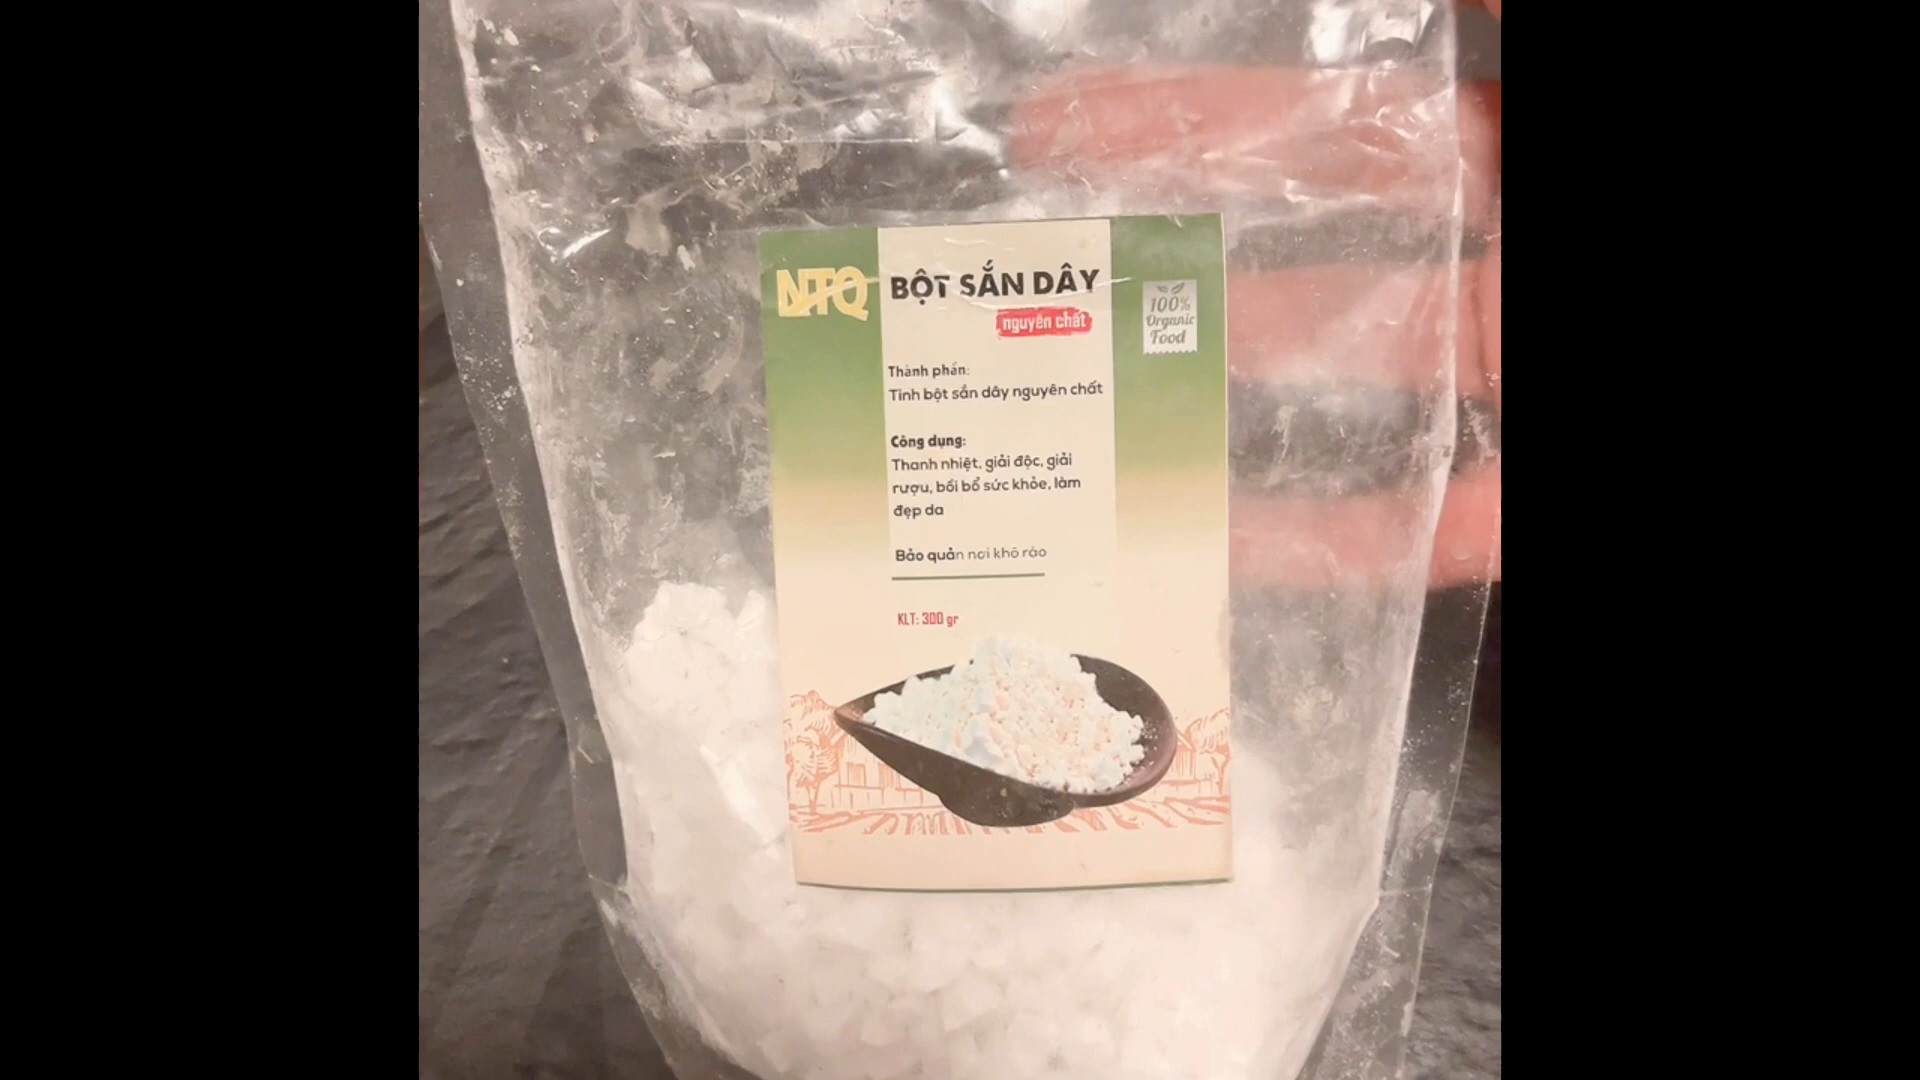 NTQ
BỘT SẮN DÂY
nguyên chất
100%
Organic
Food
Thành phần:
Tinh bột sắn dây nguyên chất
Công dụng:
Thanh nhiệt, giải độc, giải
rượu, bồi bổ sức khỏe, làm
đẹp da
Bảo quản nơi khô ráo
KLT: 300 gr